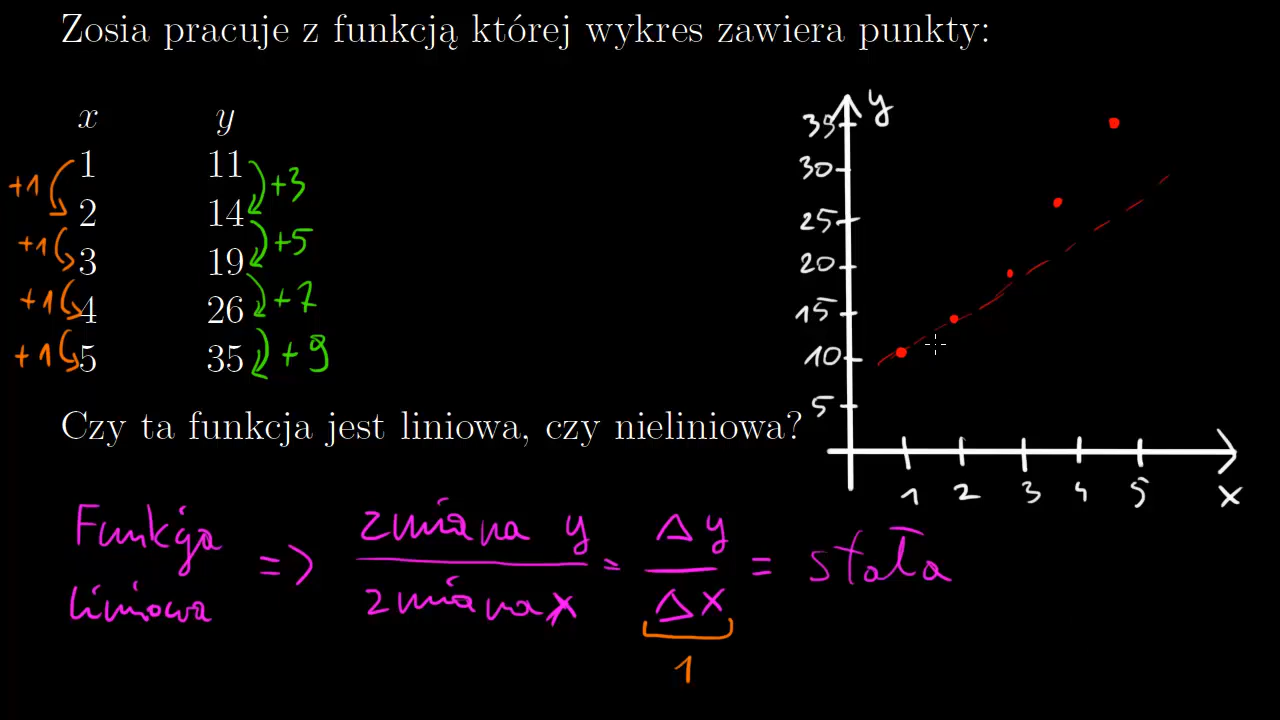 Zosia pracuje z funkcją której wykres zawiera punkty:
x y
1 11
+1 +3
2 14
+1 +5
3 19
+1 +7
4 26
+1 +9
5 35
y
35
30
25
20
15
10
5
1 2 3 4 5 x
Czy ta funkcja jest liniowa, czy nieliniowa?
Funkcja liniowa => zmiana y / zmiana x = Δy / Δx = stała
1